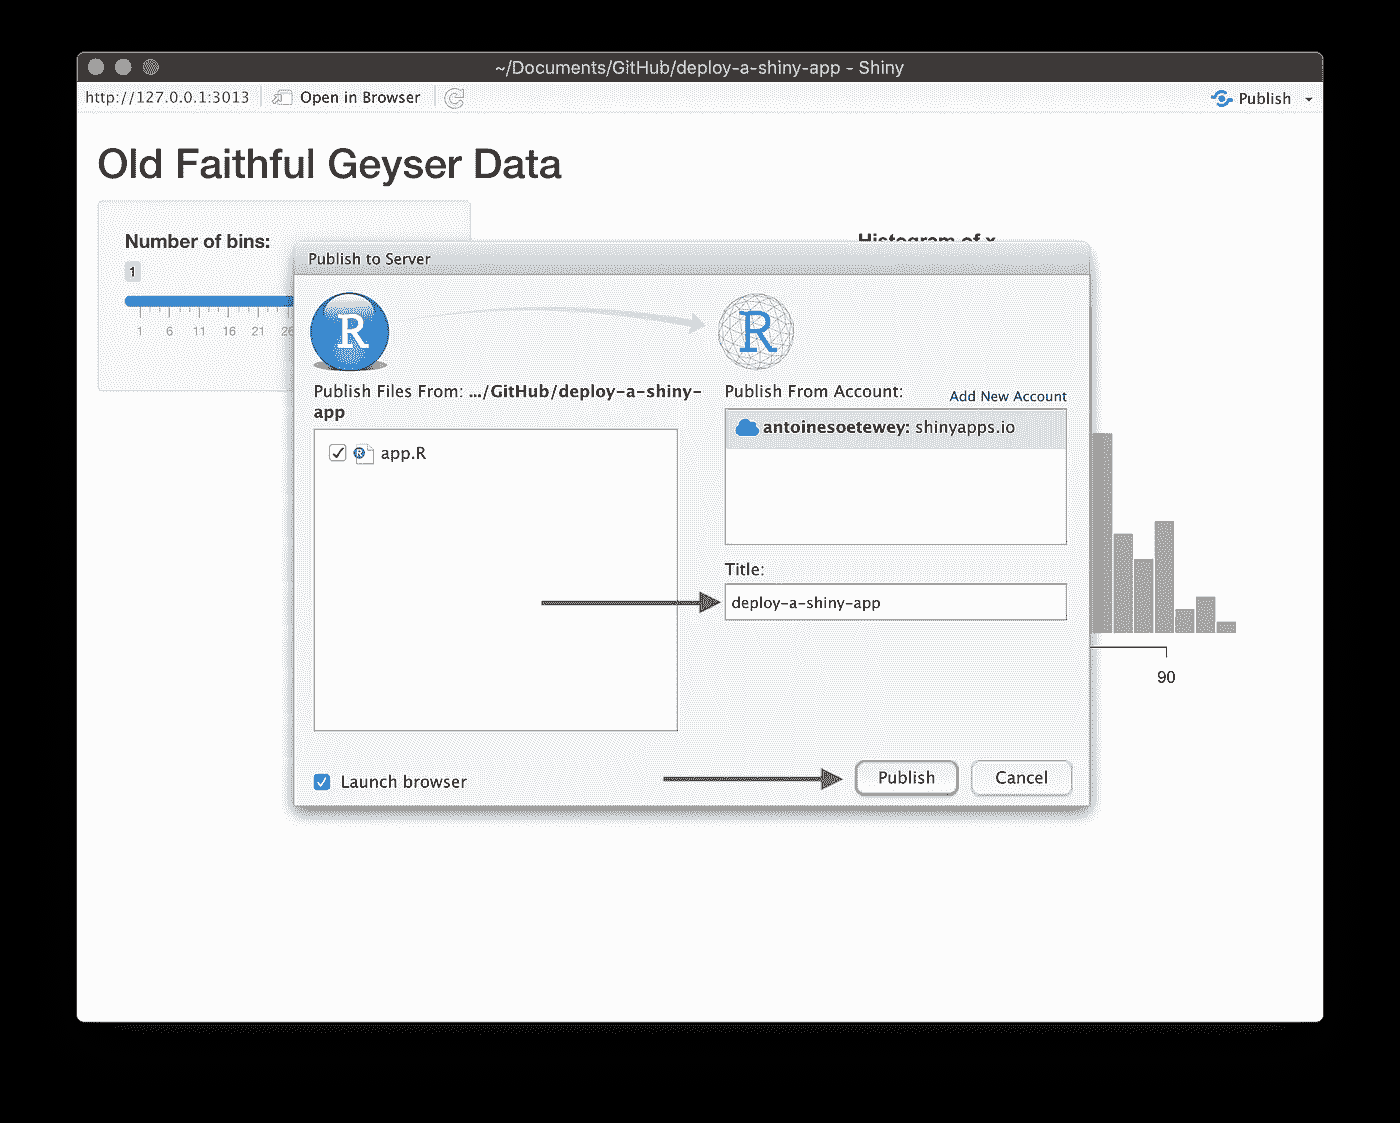 ~/Documents/GitHub/deploy-a-shiny-app - Shiny
http://127.0.0.1:3013 Open in Browser Publish
Old Faithful Geyser Data
Number of bins:
1
1 6 11 16 21 26
Histogram of x
Publish to Server
R R
Publish Files From: .../GitHub/deploy-a-shiny-
app
app.R
Publish From Account: Add New Account
antoinesoetewey: shinyapps.io
Title:
deploy-a-shiny-app
90
Launch browser
Publish Cancel